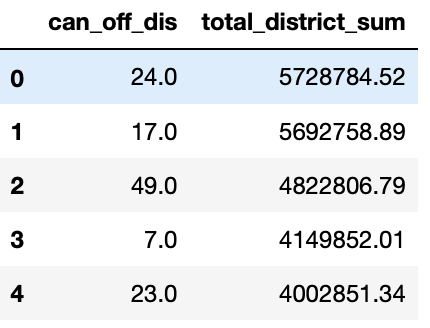 can_off_dis total_district_sum
0 24.0 5728784.52
1 17.0 5692758.89
2 49.0 4822806.79
3 7.0 4149852.01
4 23.0 4002851.34